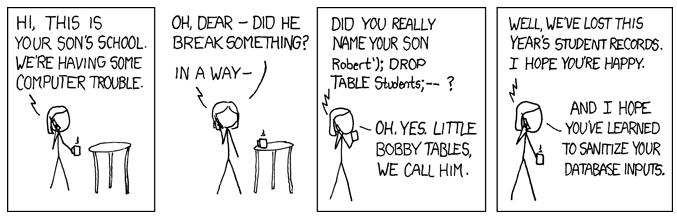 HI, THIS IS
YOUR SON'S SCHOOL.
WE'RE HAVING SOME
COMPUTER TROUBLE.
OH, DEAR – DID HE
BREAK SOMETHING?
IN A WAY–
DID YOU REALLY
NAME YOUR SON
Robert'); DROP
TABLE Students;-- ?
OH. YES. LITTLE
BOBBY TABLES,
WE CALL HIM.
WELL, WE'VE LOST THIS
YEAR'S STUDENT RECORDS.
I HOPE YOU'RE HAPPY.
AND I HOPE
YOU'VE LEARNED
TO SANITIZE YOUR
DATABASE INPUTS.